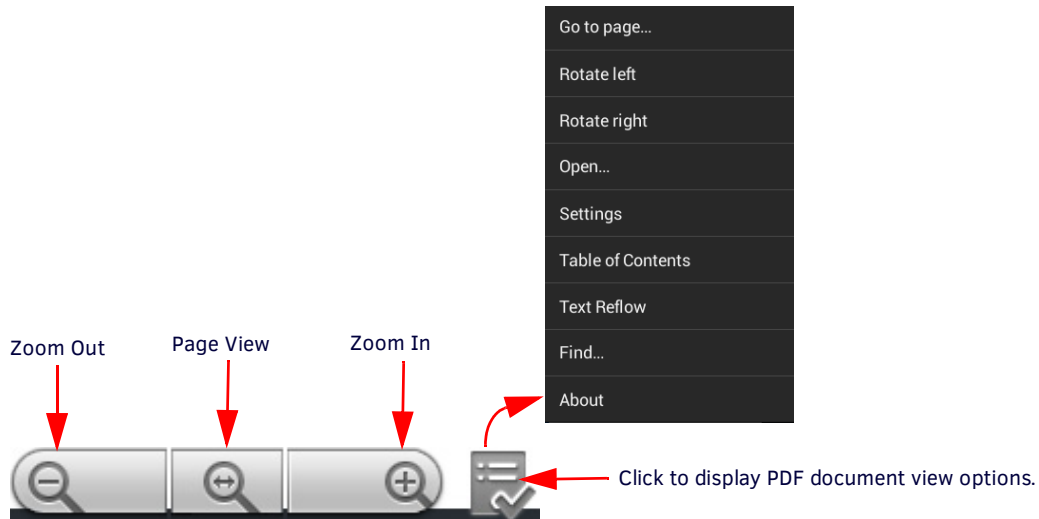 Go to page...
Rotate left
Rotate right
Open...
Settings
Table of Contents
Text Reflow
Find...
About
Zoom Out
Page View
Zoom In
Click to display PDF document view options.